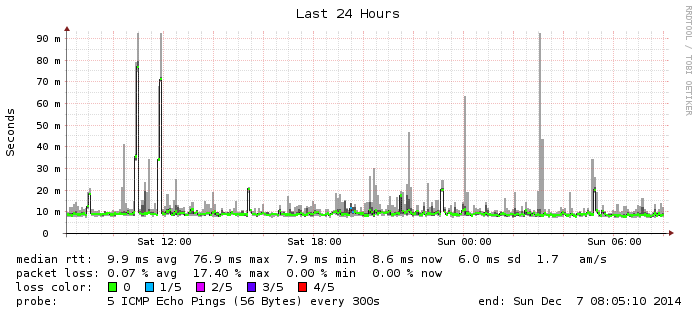 Last 24 Hours
RRDTOOL / TOBI OETIKER
Seconds
90 m
80 m
70 m
60 m
50 m
40 m
30 m
20 m
10 m
0
Sat 12:00 Sat 18:00 Sun 00:00 Sun 06:00
median rtt: 9.9 ms avg 76.9 ms max 7.9 ms min 8.6 ms now 6.0 ms sd 1.7 am/s
packet loss: 0.07 % avg 17.40 % max 0.00 % min 0.00 % now
loss color: 0 1/5 2/5 3/5 4/5
probe: 5 ICMP Echo Pings (56 Bytes) every 300s end: Sun Dec 7 08:05:10 2014